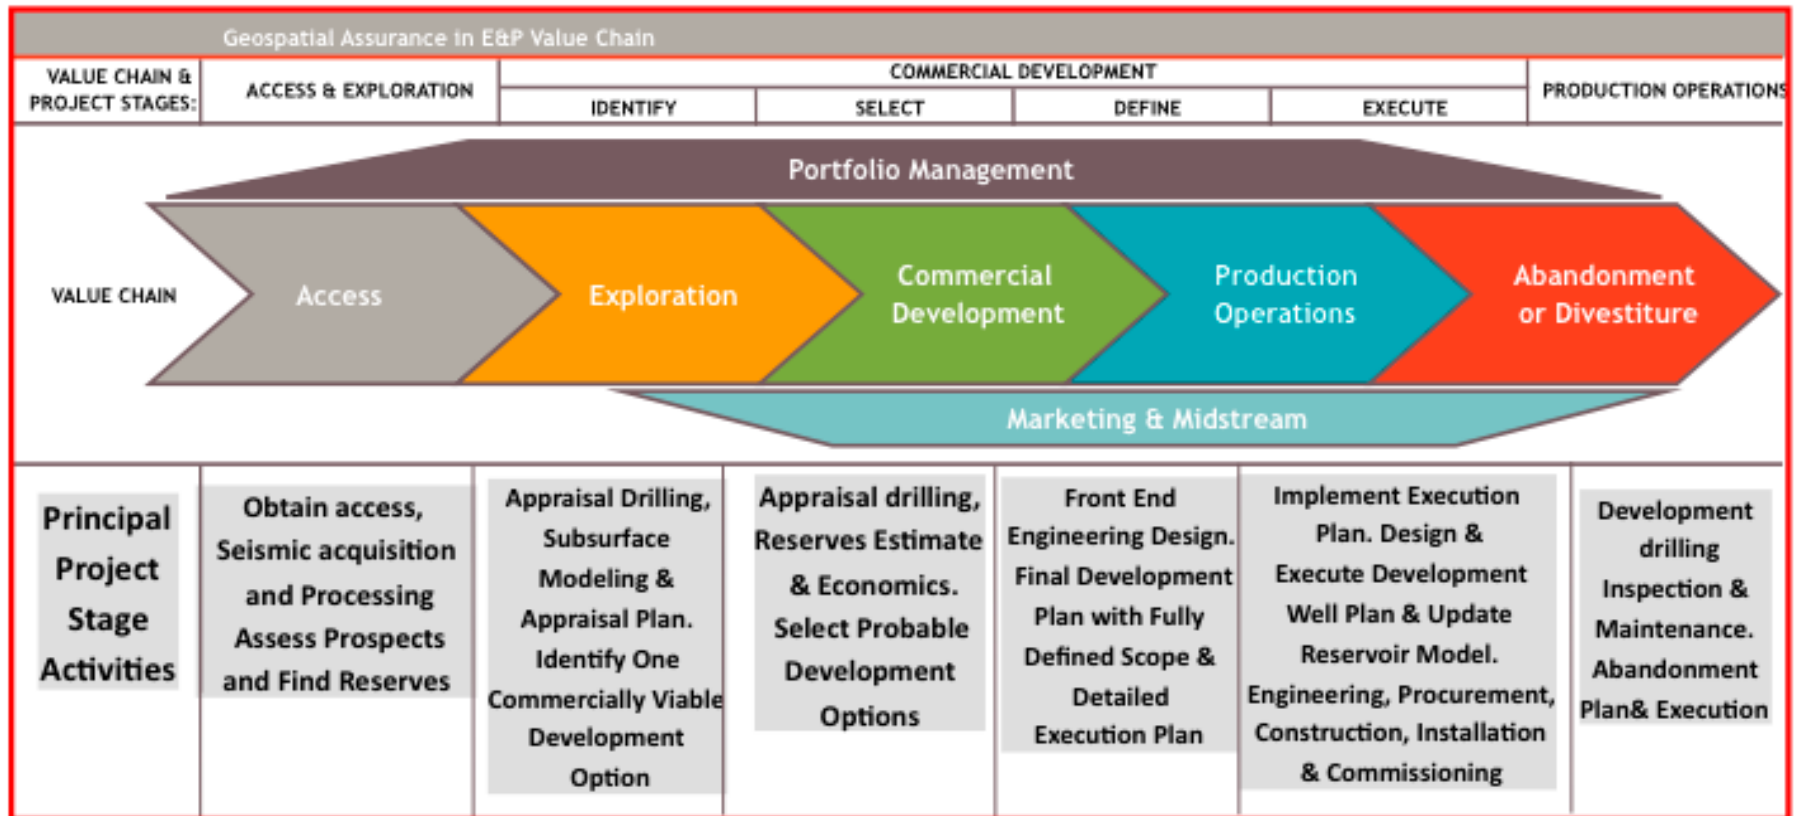 Geospatial Assurance in E&P Value Chain
VALUE CHAIN &
PROJECT STAGES:
ACCESS & EXPLORATION
COMMERCIAL DEVELOPMENT
IDENTIFY
SELECT
DEFINE
EXECUTE
PRODUCTION OPERATIONS
Portfolio Management
VALUE CHAIN
Access
Exploration
Commercial
Development
Production
Operations
Abandonment
or Divestiture
Marketing & Midstream
Principal
Project
Stage
Activities
Obtain access,
Seismic acquisition
and Processing
Assess Prospects
and Find Reserves
Appraisal Drilling,
Subsurface
Modeling &
Appraisal Plan.
Identify One
Commercially Viable
Development
Option
Appraisal drilling,
Reserves Estimate
& Economics.
Select Probable
Development
Options
Front End
Engineering Design.
Final Development
Plan with Fully
Defined Scope &
Detailed
Execution Plan
Implement Execution
Plan. Design &
Execute Development
Well Plan & Update
Reservoir Model.
Engineering, Procurement,
Construction, Installation
& Commissioning
Development
drilling
Inspection &
Maintenance.
Abandonment
Plan& Execution